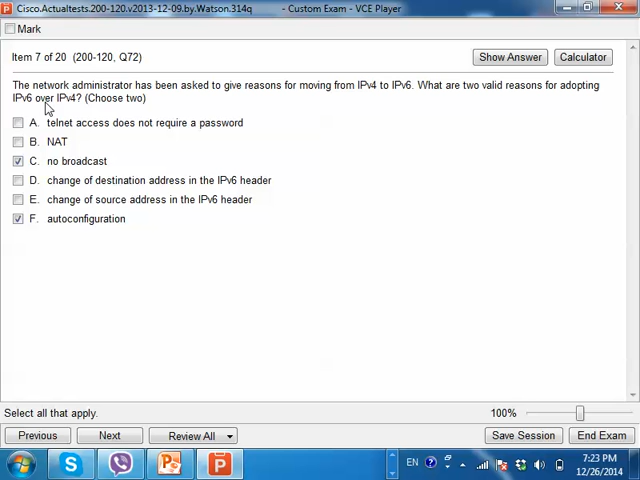 Cisco.Actualtests.200-120.v2013-12-09.by.Watson.314q - Custom Exam - VCE Player
Mark
Item 7 of 20 (200-120, Q72)
Show Answer
Calculator
The network administrator has been asked to give reasons for moving from IPv4 to IPv6. What are two valid reasons for adopting
IPv6 over IPv4? (Choose two)
A. telnet access does not require a password
B. NAT
C. no broadcast
D. change of destination address in the IPv6 header
E. change of source address in the IPv6 header
F. autoconfiguration
Select all that apply.
100%
Previous
Next
Review All
Save Session
End Exam
EN
7:23 PM
12/26/2014